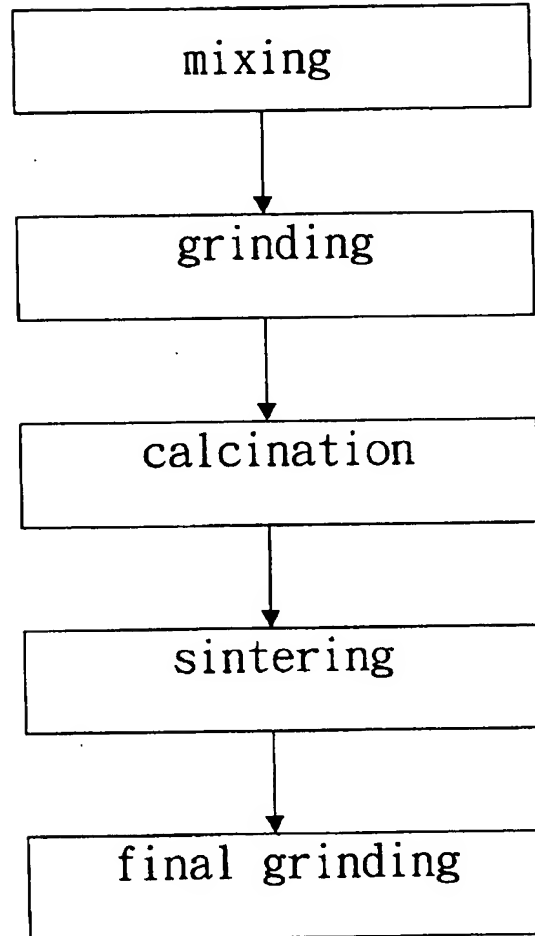 mixing
grinding
calcination
sintering
final grinding